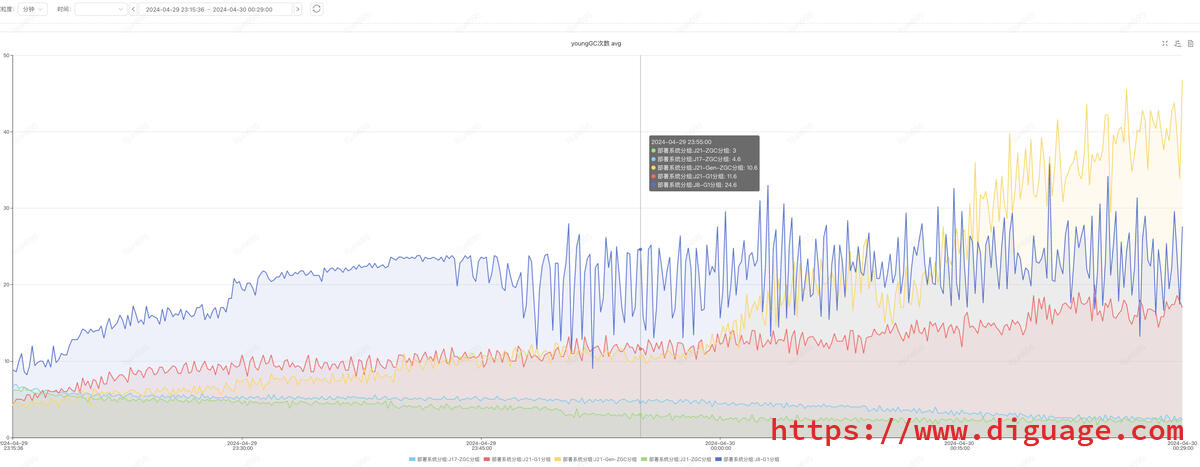 粒度: 分钟 时间: 2024-04-29 23:15:36 - 2024-04-30 00:29:00
youngGC次数 avg
50
40
30
20
10
0
2024-04-29 23:55:00
部署系统分组:J21-ZGC分组: 3
部署系统分组:J17-ZGC分组: 4.6
部署系统分组:J21-Gen-ZGC分组: 10.6
部署系统分组:J21-G1分组: 11.6
部署系统分组:J8-G1分组: 24.6
https://www.diguage.com
2024-04-29 2024-04-29 2024-04-29 2024-04-30 2024-04-30 2024-04-30
23:15:36 23:30:00 23:45:00 00:00:00 00:15:00 00:29:00
部署系统分组:J17-ZGC分组 部署系统分组:J21-G1分组 部署系统分组:J21-Gen-ZGC分组 部署系统分组:J21-ZGC分组 部署系统分组:J8-G1分组